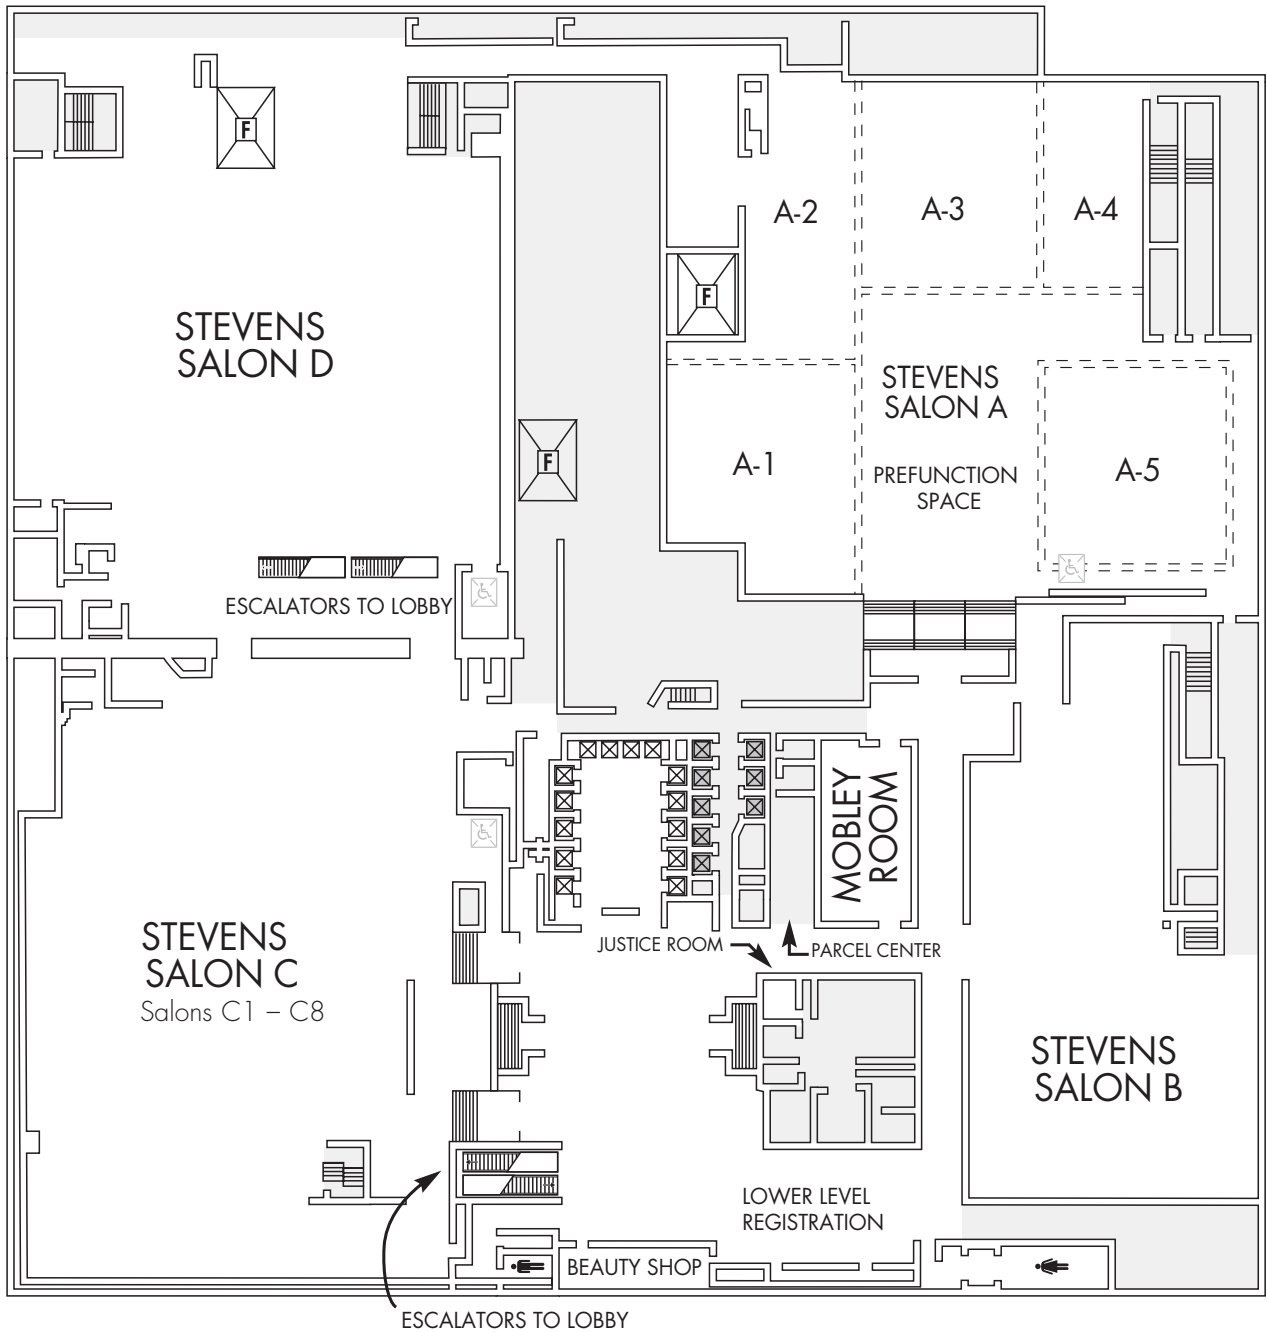 F
A-2
A-3
A-4
F
STEVENS
SALON D
STEVENS
SALON A
F
A-1
PREFUNCTION
SPACE
A-5
ESCALATORS TO LOBBY
MOBLEY
ROOM
STEVENS
SALON C
Salons C1 – C8
JUSTICE ROOM
PARCEL CENTER
STEVENS
SALON B
LOWER LEVEL
REGISTRATION
BEAUTY SHOP
ESCALATORS TO LOBBY